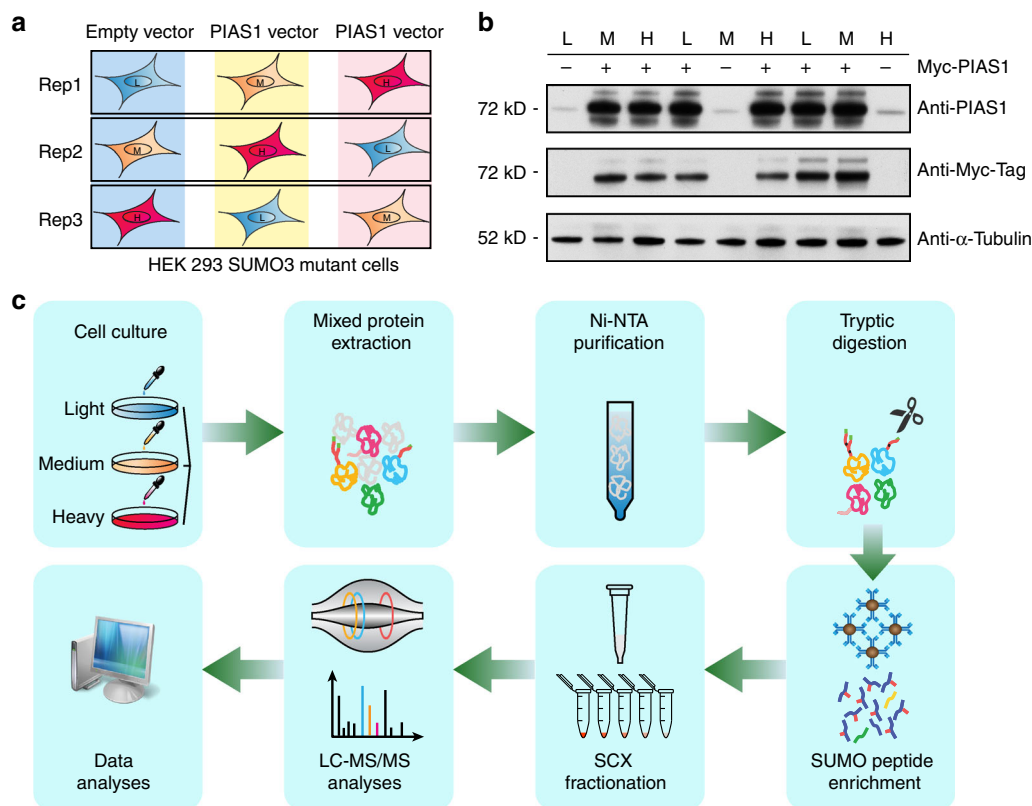 a
Empty vector PIAS1 vector PIAS1 vector
Rep1 L M H
Rep2 M H L
Rep3 H L M
HEK 293 SUMO3 mutant cells
b
L M H L M H L M H
– + + + – + + + – Myc-PIAS1
72 kD - Anti-PIAS1
72 kD - Anti-Myc-Tag
52 kD - Anti-α-Tubulin
c
Cell culture
Light
Medium
Heavy
Mixed protein
extraction
Ni-NTA
purification
Tryptic
digestion
Data
analyses
LC-MS/MS
analyses
SCX
fractionation
SUMO peptide
enrichment